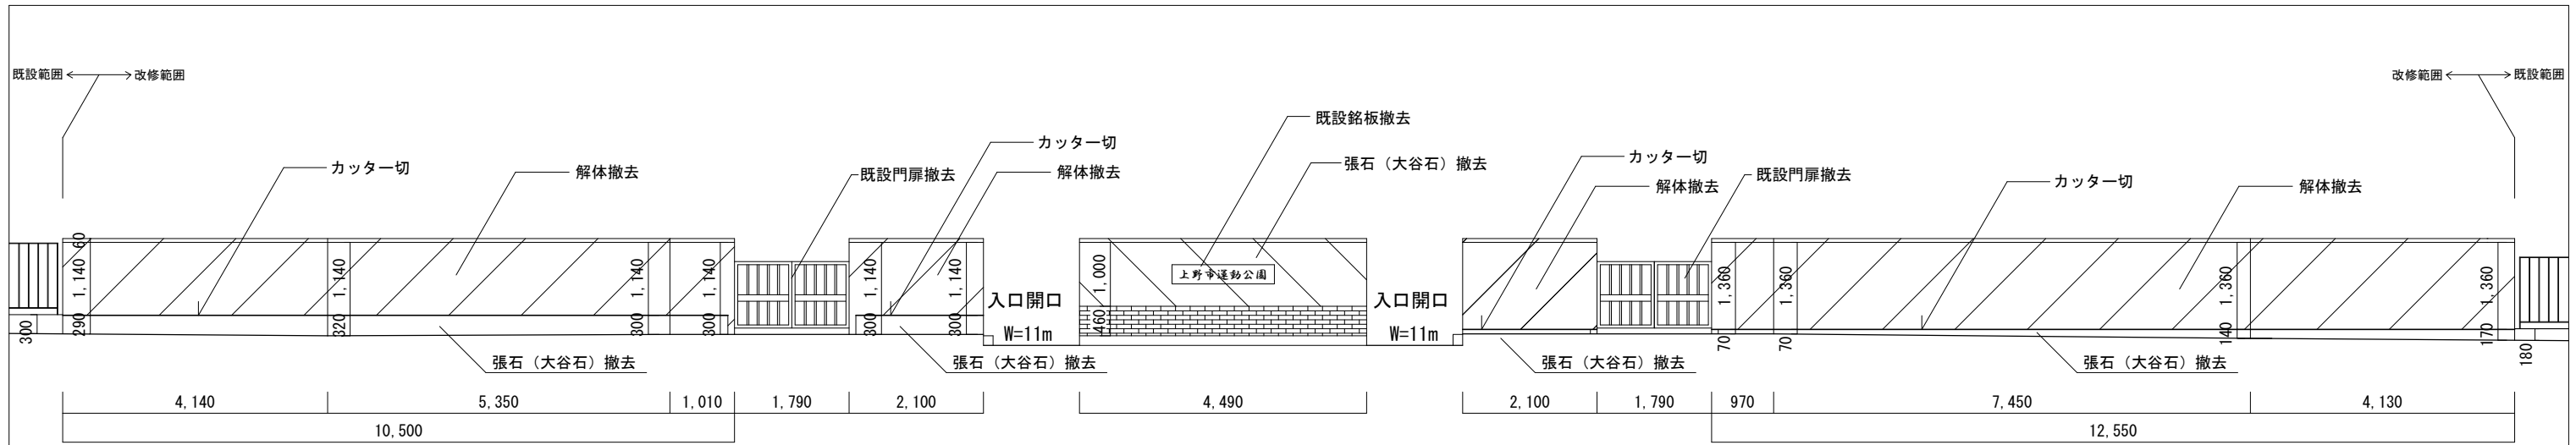 既設範囲
改修範囲
改修範囲
既設範囲
既設銘板撤去
カッター切
張石（大谷石）撤去
カッター切
カッター切
解体撤去
既設門扉撤去
解体撤去
解体撤去
既設門扉撤去
カッター切
解体撤去
60
1,140
1,140
1,140
1,140
1,140
1,140
1,000
上野市運動公園
1,360
1,360
1,360
1,360
入口開口
入口開口
300
290
320
300
300
300
300
W=11m
460
W=11m
70
70
140
170
180
張石（大谷石）撤去
張石（大谷石）撤去
張石（大谷石）撤去
張石（大谷石）撤去
4,140
5,350
1,010
1,790
2,100
4,490
2,100
1,790
970
7,450
4,130
10,500
12,550